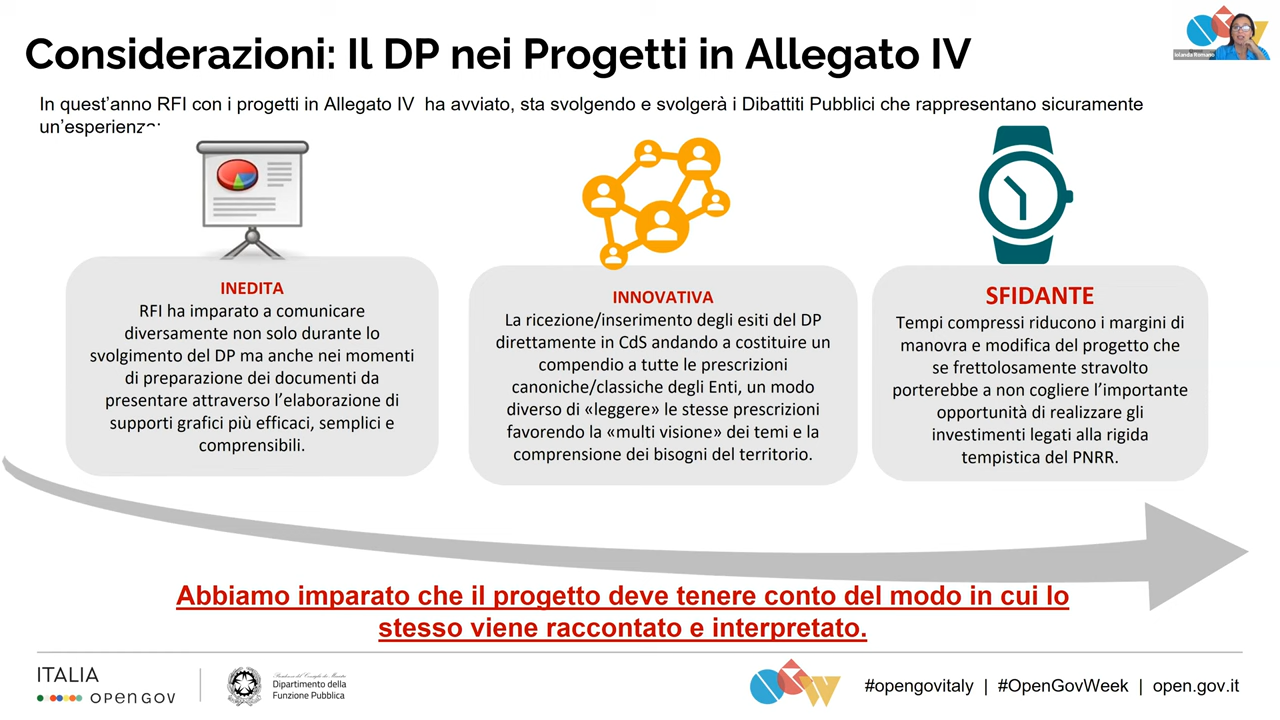 Considerazioni: Il DP nei Progetti in Allegato IV
In quest'anno RFI con i progetti in Allegato IV ha avviato, sta svolgendo e svolgerà i Dibattiti Pubblici che rappresentano sicuramente
un'esperienza:
INEDITA
RFI ha imparato a comunicare
diversamente non solo durante lo
svolgimento del DP ma anche nei momenti
di preparazione dei documenti da
presentare attraverso l'elaborazione di
supporti grafici più efficaci, semplici e
comprensibili.
INNOVATIVA
La ricezione/inserimento degli esiti del DP
direttamente in CdS andando a costituire un
compendio a tutte le prescrizioni
canoniche/classiche degli Enti, un modo
diverso di «leggere» le stesse prescrizioni
favorendo la «multi visione» dei temi e la
comprensione dei bisogni del territorio.
SFIDANTE
Tempi compressi riducono i margini di
manovra e modifica del progetto che
se frettolosamente stravolto
porterebbe a non cogliere l'importante
opportunità di realizzare gli
investimenti legati alla rigida
tempistica del PNRR.
Abbiamo imparato che il progetto deve tenere conto del modo in cui lo
stesso viene raccontato e interpretato.
ITALIA
open gov
Presidenza del Consiglio dei Ministri
Dipartimento della
Funzione Pubblica
OGW
#opengovitaly | #OpenGovWeek | open.gov.it